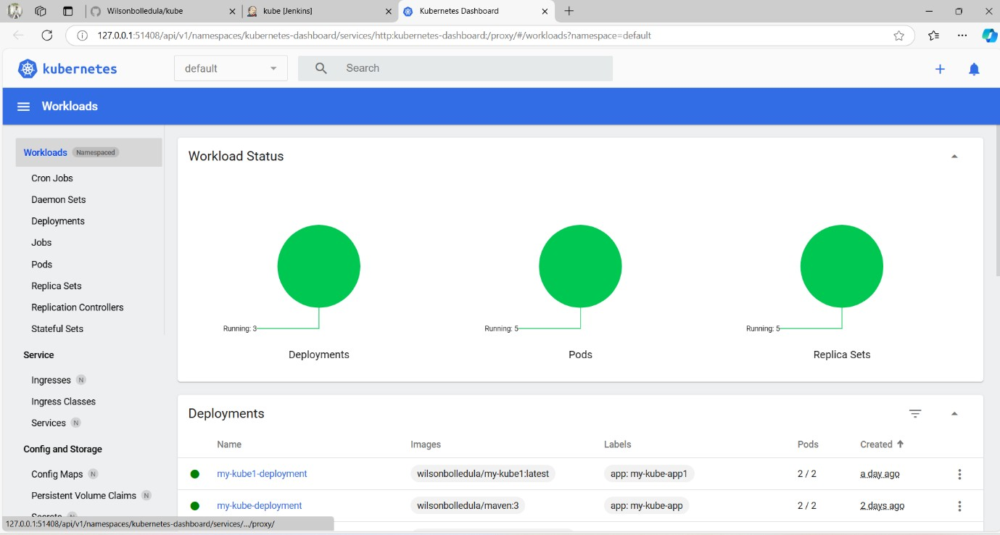 Wilsonbolledula/kube
kube [Jenkins]
Kubernetes Dashboard
127.0.0.1:51408/api/v1/namespaces/kubernetes-dashboard/services/http:kubernetes-dashboard:/proxy/#/workloads?namespace=default
kubernetes
default
Search
Workloads
Workloads Namespaced
Cron Jobs
Daemon Sets
Deployments
Jobs
Pods
Replica Sets
Replication Controllers
Stateful Sets
Service
Ingresses N
Ingress Classes
Services N
Config and Storage
Config Maps N
Persistent Volume Claims N
Secrets N
Workload Status
Running: 3
Deployments
Running: 5
Pods
Running: 5
Replica Sets
Deployments
Name Images Labels Pods Created
my-kube1-deployment wilsonbolledula/my-kube1:latest app: my-kube-app1 2 / 2 a day ago
my-kube-deployment wilsonbolledula/maven:3 app: my-kube-app 2 / 2 2 days ago
127.0.0.1:51408/api/v1/namespaces/kubernetes-dashboard/services/.../proxy/